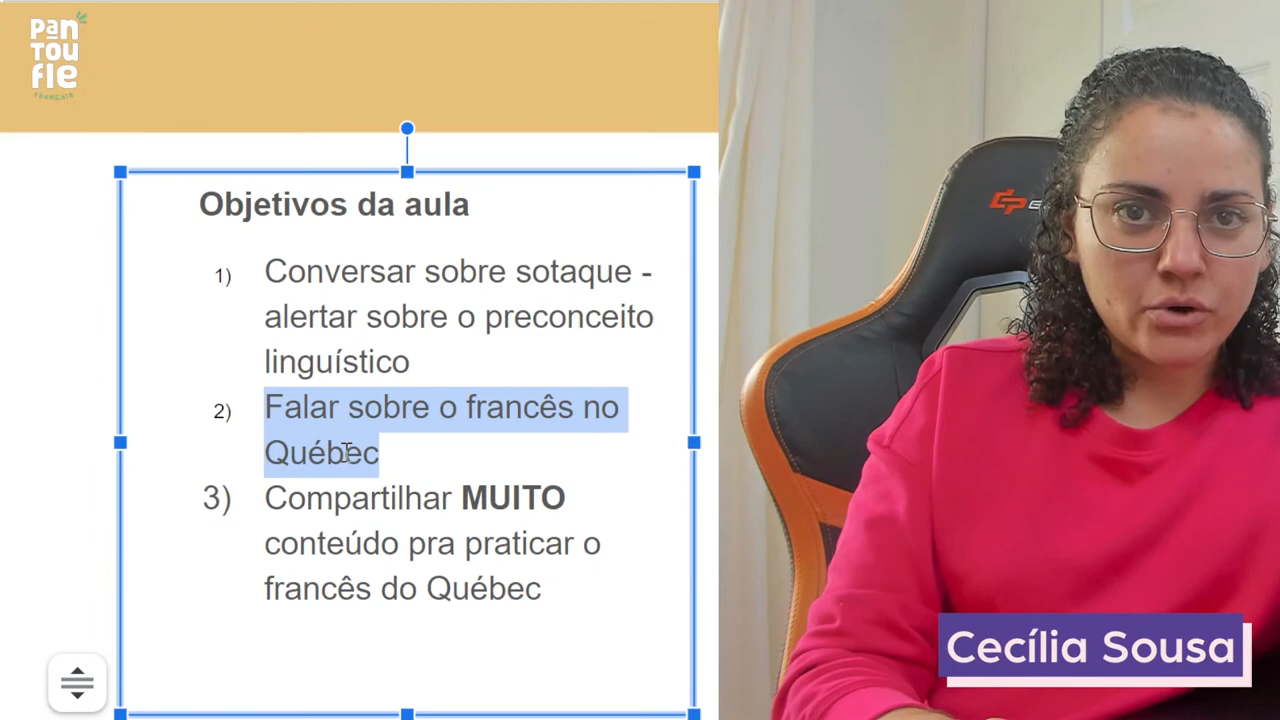 Pan
Tou
fle
FRANÇAIS
Objetivos da aula
1) Conversar sobre sotaque -
alertar sobre o preconceito
linguístico
2) Falar sobre o francês no
Québec
3) Compartilhar MUITO
conteúdo pra praticar o
francês do Québec
Cecília Sousa